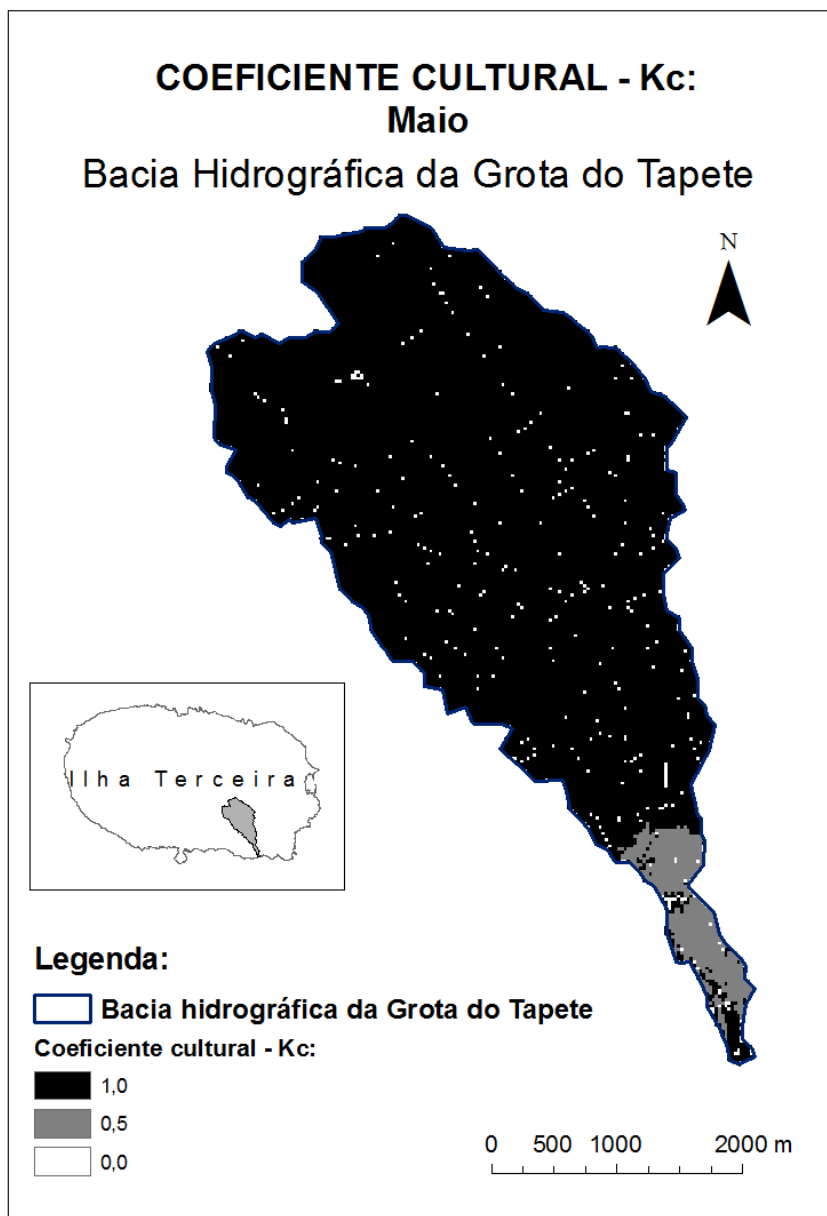 COEFICIENTE CULTURAL - Kc:
Maio
Bacia Hidrográfica da Grota do Tapete
N
Ilha Terceira
Legenda:
Bacia hidrográfica da Grota do Tapete
Coeficiente cultural - Kc:
1,0
0,5
0,0
0 500 1000 2000 m